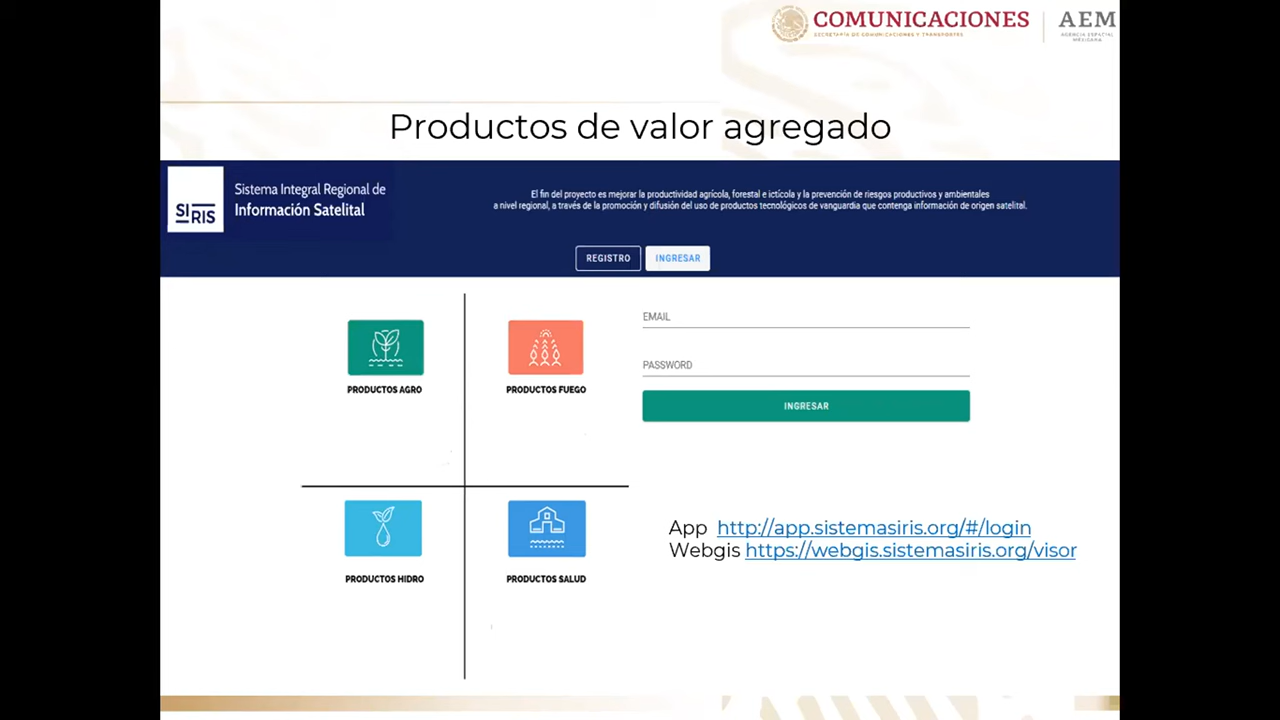 COMUNICACIONES
SECRETARÍA DE COMUNICACIONES Y TRANSPORTES
AEM
AGENCIA ESPACIAL
MEXICANA
Productos de valor agregado
SIRIS
Sistema Integral Regional de
Información Satelital
El fin del proyecto es mejorar la productividad agrícola, forestal e ictícola y la prevención de riesgos productivos y ambientales
a nivel regional, a través de la promoción y difusión del uso de productos tecnológicos de vanguardia que contenga información de origen satelital.
REGISTRO
INGRESAR
PRODUCTOS AGRO
PRODUCTOS FUEGO
EMAIL
PASSWORD
INGRESAR
PRODUCTOS HIDRO
PRODUCTOS SALUD
App http://app.sistemasiris.org/#/login
Webgis https://webgis.sistemasiris.org/visor